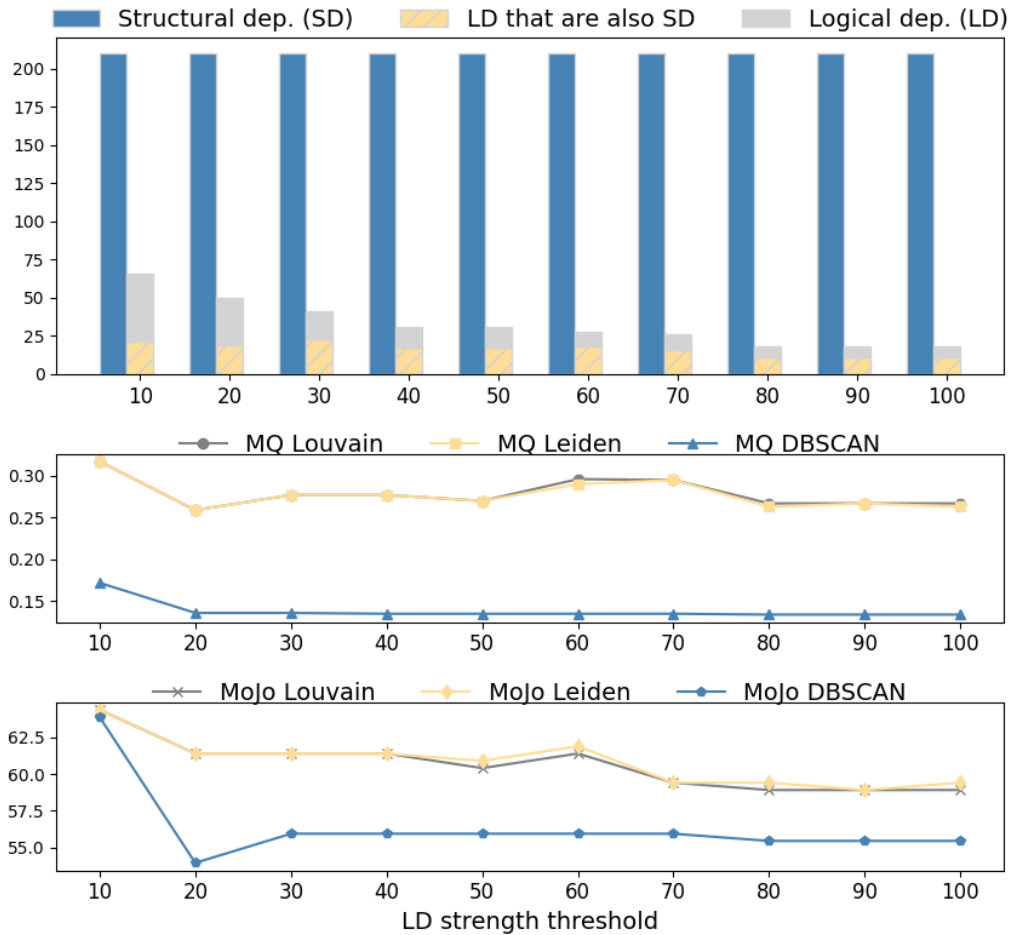 Structural dep. (SD) LD that are also SD Logical dep. (LD)
200
175
150
125
100
75
50
25
0
10 20 30 40 50 60 70 80 90 100
MQ Louvain MQ Leiden MQ DBSCAN
0.30
0.25
0.20
0.15
10 20 30 40 50 60 70 80 90 100
MoJo Louvain MoJo Leiden MoJo DBSCAN
62.5
60.0
57.5
55.0
10 20 30 40 50 60 70 80 90 100
LD strength threshold